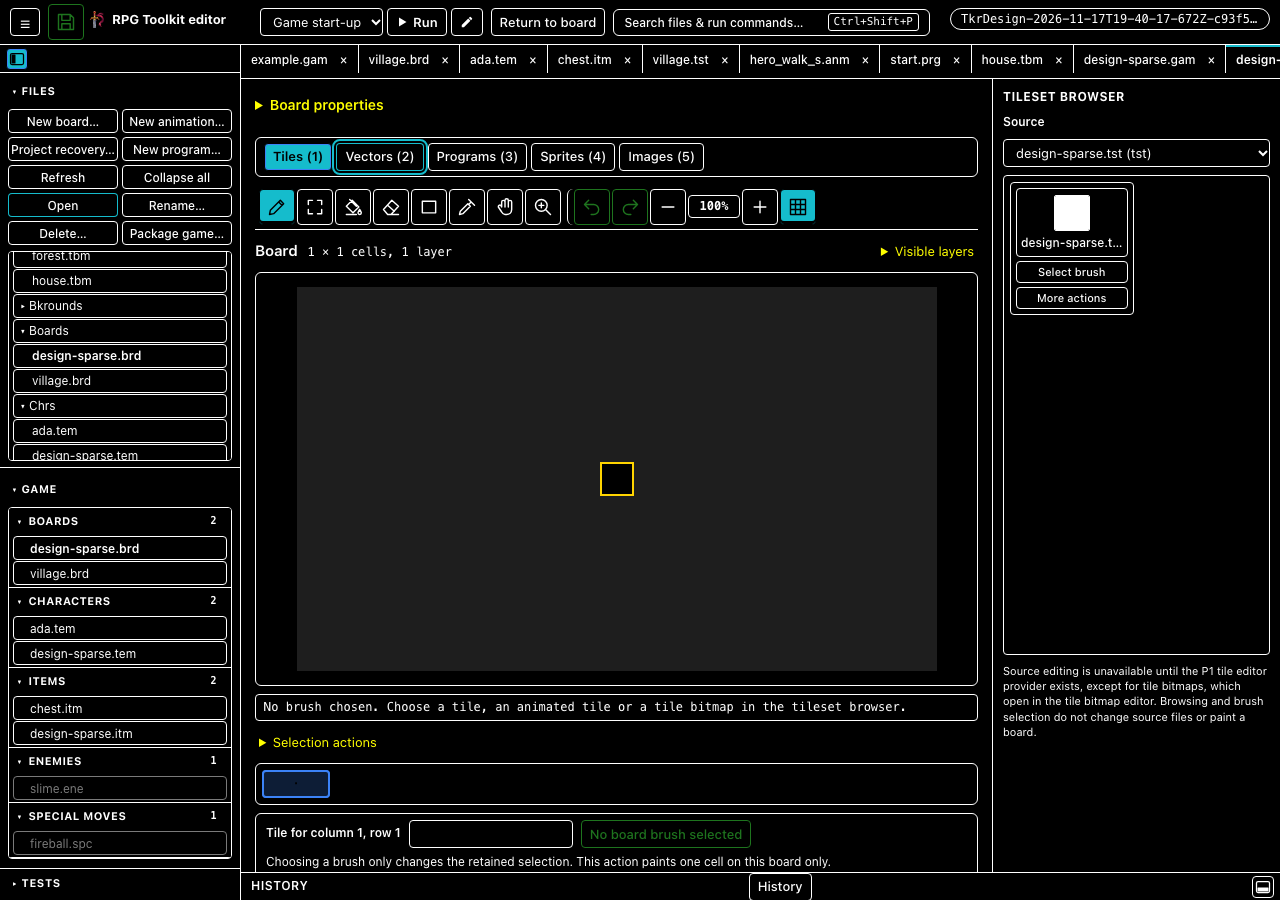 RPG Toolkit editor
Game start-up
Run
Return to board
Search files & run commands...
Ctrl+Shift+P
TkrDesign-2026-11-17T19-40-17-672Z-c93f5...
example.gam ×
village.brd ×
ada.tem ×
chest.itm ×
village.tst ×
hero_walk_s.anm ×
start.prg ×
house.tbm ×
design-sparse.gam ×
design-
FILES
New board...
New animation...
Project recovery...
New program...
Refresh
Collapse all
Open
Rename...
Delete...
Package game...
forest.tbm
house.tbm
Bkrounds
Boards
design-sparse.brd
village.brd
Chrs
ada.tem
design-sparse.tem
GAME
BOARDS 2
design-sparse.brd
village.brd
CHARACTERS 2
ada.tem
design-sparse.tem
ITEMS 2
chest.itm
design-sparse.itm
ENEMIES 1
slime.ene
SPECIAL MOVES 1
fireball.spc
TESTS
Board properties
Tiles (1)
Vectors (2)
Programs (3)
Sprites (4)
Images (5)
100%
Board 1 × 1 cells, 1 layer
Visible layers
No brush chosen. Choose a tile, an animated tile or a tile bitmap in the tileset browser.
Selection actions
Tile for column 1, row 1
No board brush selected
Choosing a brush only changes the retained selection. This action paints one cell on this board only.
HISTORY
History
TILESET BROWSER
Source
design-sparse.tst (tst)
design-sparse.t...
Select brush
More actions
Source editing is unavailable until the P1 tile editor
provider exists, except for tile bitmaps, which
open in the tile bitmap editor. Browsing and brush
selection do not change source files or paint a
board.